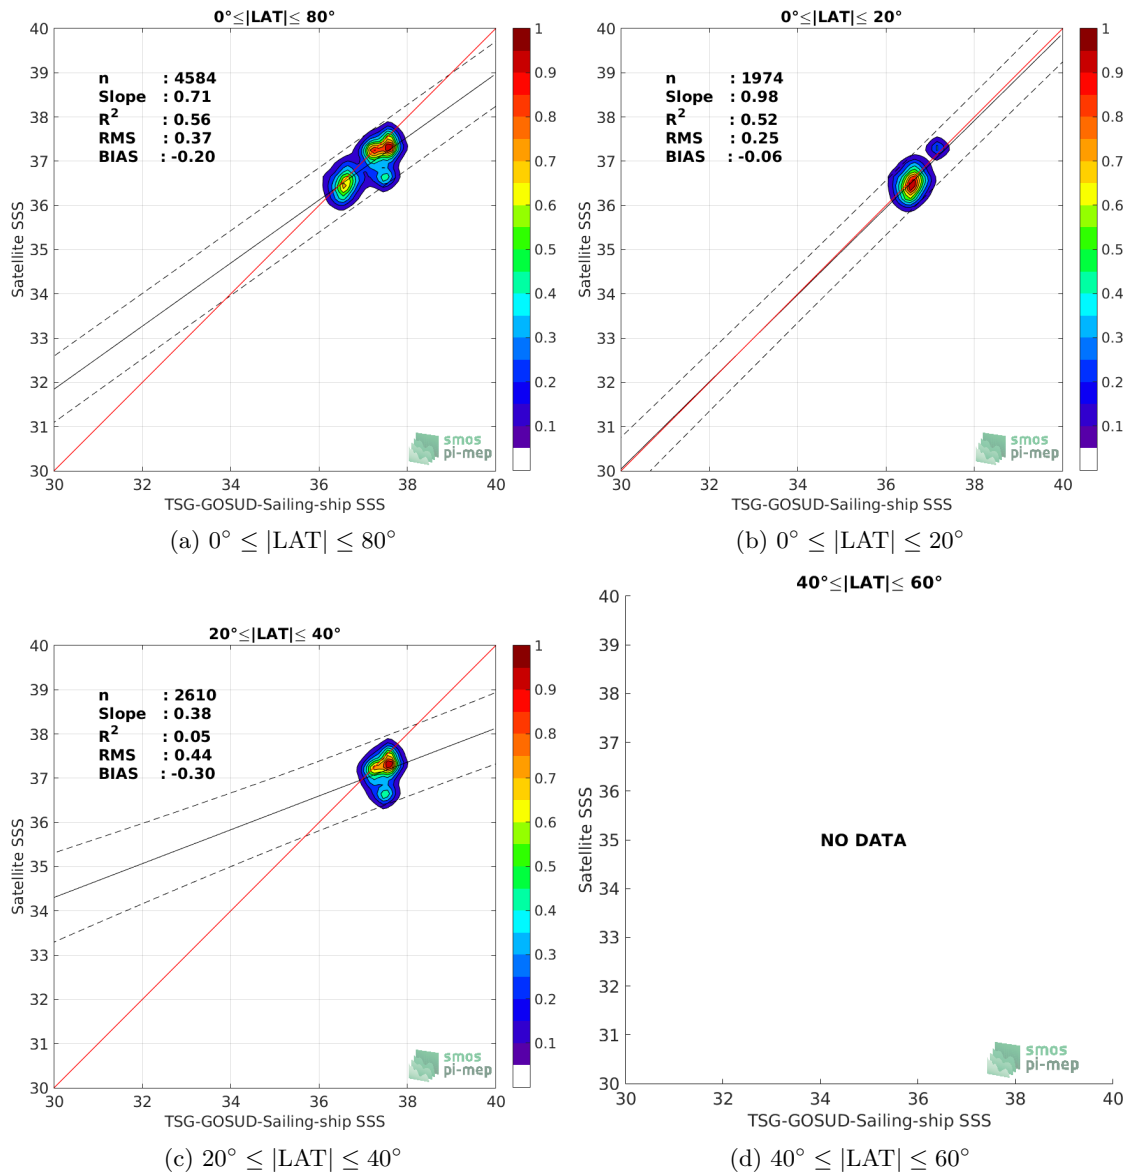 0°≤|LAT|≤ 80°
40
39
38
37
36
35
34
33
32
31
30
Satellite SSS
n : 4584
Slope : 0.71
R2 : 0.56
RMS : 0.37
BIAS : -0.20
smos
pi-mep
30 32 34 36 38 40
TSG-GOSUD-Sailing-ship SSS
1
0.9
0.8
0.7
0.6
0.5
0.4
0.3
0.2
0.1
(a) 0° ≤ |LAT| ≤ 80°
0°≤|LAT|≤ 20°
40
39
38
37
36
35
34
33
32
31
30
Satellite SSS
n : 1974
Slope : 0.98
R2 : 0.52
RMS : 0.25
BIAS : -0.06
smos
pi-mep
30 32 34 36 38 40
TSG-GOSUD-Sailing-ship SSS
1
0.9
0.8
0.7
0.6
0.5
0.4
0.3
0.2
0.1
(b) 0° ≤ |LAT| ≤ 20°
20°≤|LAT|≤ 40°
40
39
38
37
36
35
34
33
32
31
30
Satellite SSS
n : 2610
Slope : 0.38
R2 : 0.05
RMS : 0.44
BIAS : -0.30
smos
pi-mep
30 32 34 36 38 40
TSG-GOSUD-Sailing-ship SSS
1
0.9
0.8
0.7
0.6
0.5
0.4
0.3
0.2
0.1
(c) 20° ≤ |LAT| ≤ 40°
40°≤|LAT|≤ 60°
40
39
38
37
36
35
34
33
32
31
30
Satellite SSS
NO DATA
smos
pi-mep
30 32 34 36 38 40
TSG-GOSUD-Sailing-ship SSS
(d) 40° ≤ |LAT| ≤ 60°